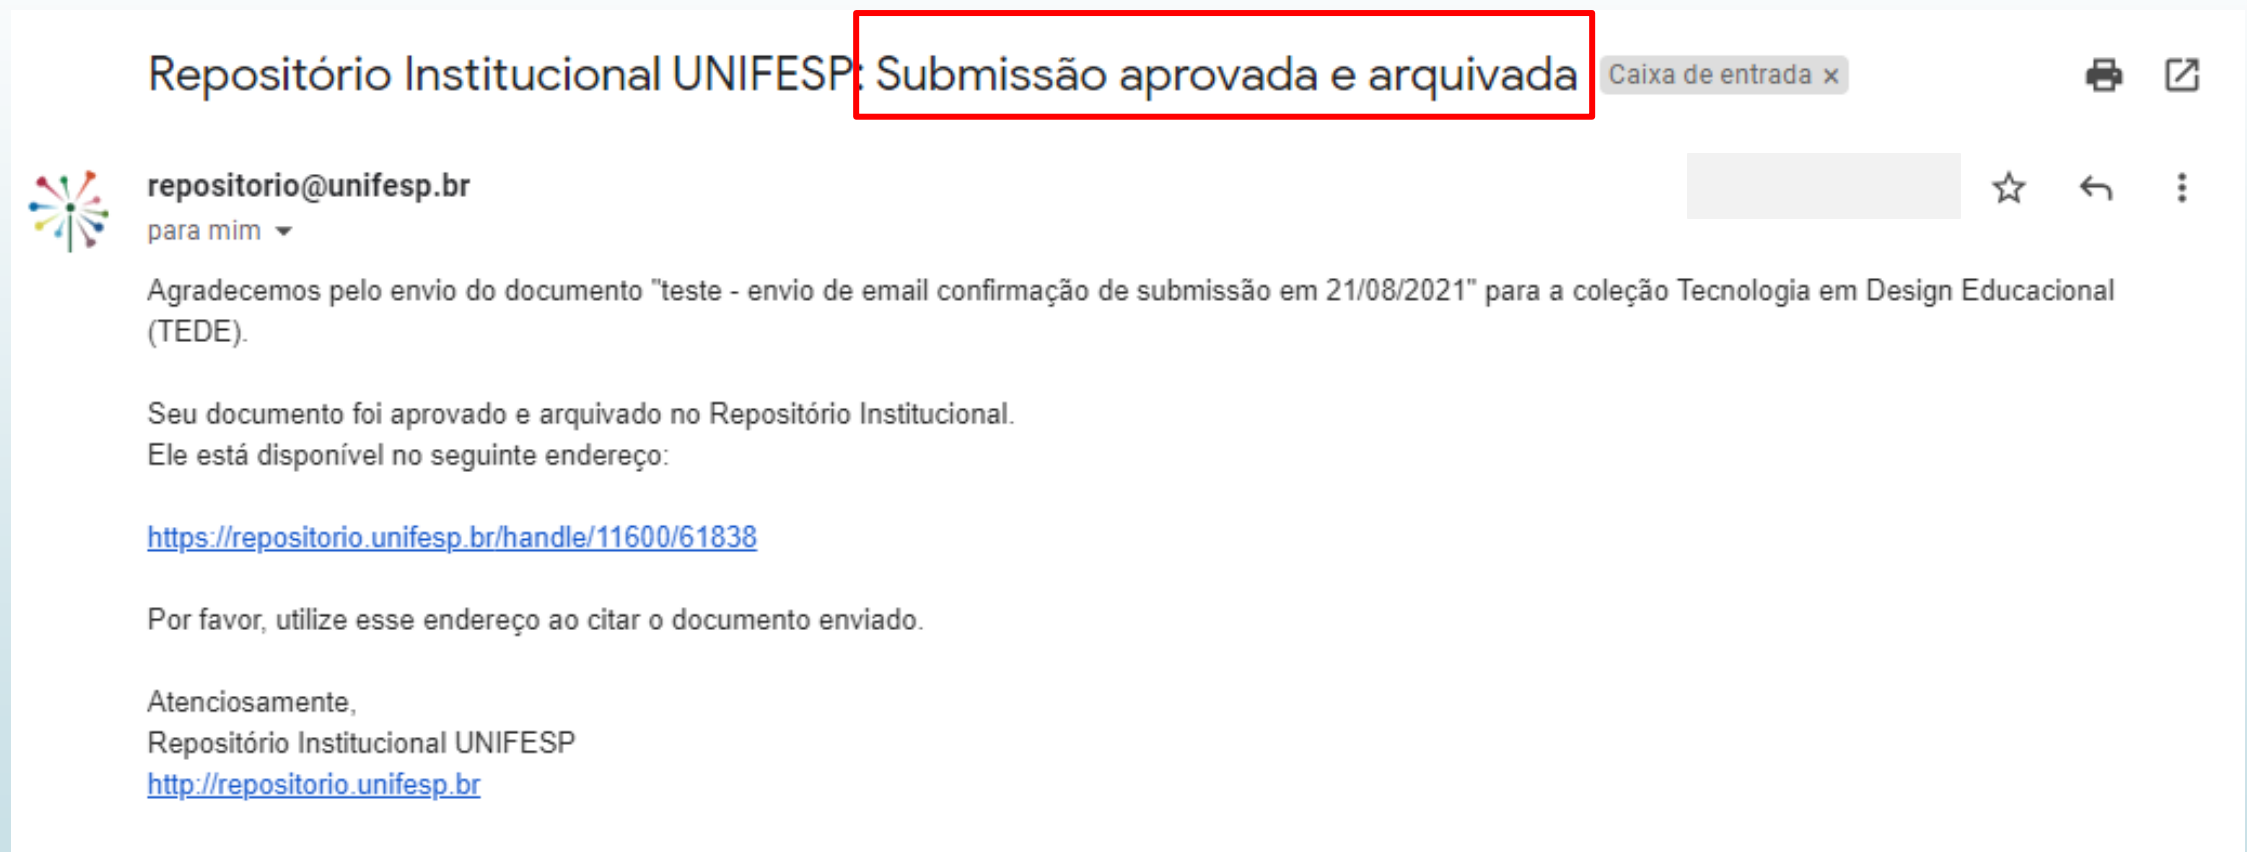 Repositório Institucional UNIFESP: Submissão aprovada e arquivada Caixa de entrada ×
repositorio@unifesp.br
para mim
Agradecemos pelo envio do documento "teste - envio de email confirmação de submissão em 21/08/2021" para a coleção Tecnologia em Design Educacional
(TEDE).
Seu documento foi aprovado e arquivado no Repositório Institucional.
Ele está disponível no seguinte endereço:
https://repositorio.unifesp.br/handle/11600/61838
Por favor, utilize esse endereço ao citar o documento enviado.
Atenciosamente,
Repositório Institucional UNIFESP
http://repositorio.unifesp.br